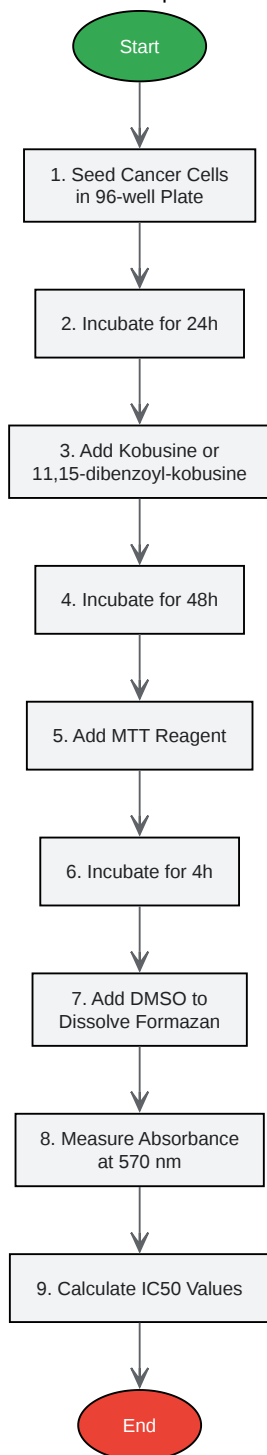 Start
1. Seed Cancer Cells
in 96-well Plate
2. Incubate for 24h
3. Add Kobusine or
11,15-dibenzoyl-kobusine
4. Incubate for 48h
5. Add MTT Reagent
6. Incubate for 4h
7. Add DMSO to
Dissolve Formazan
8. Measure Absorbance
at 570 nm
9. Calculate IC50 Values
End